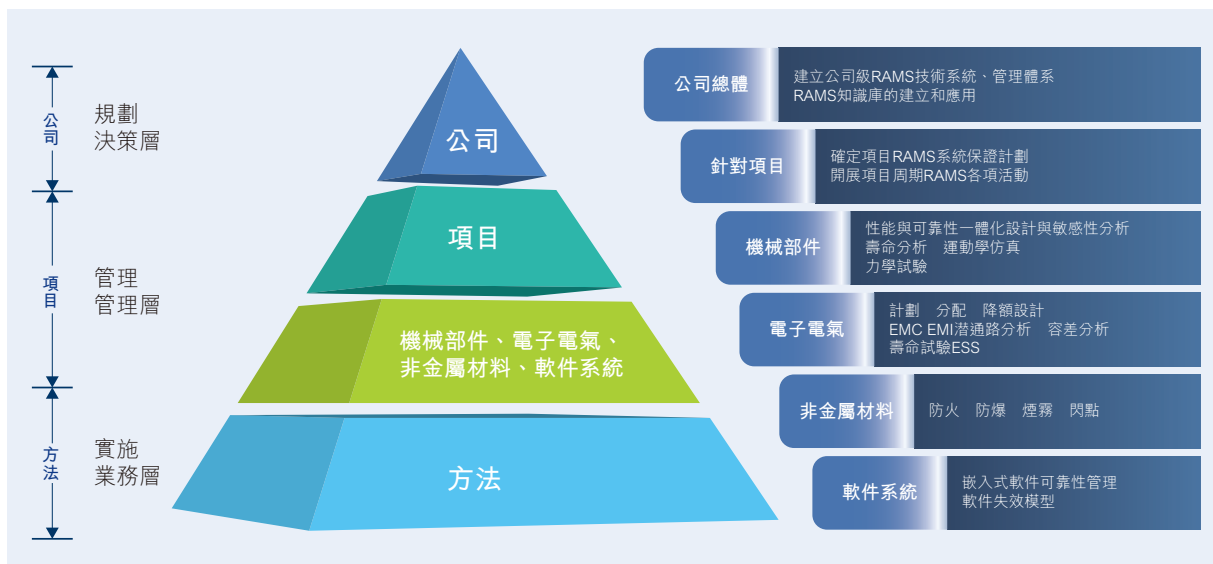 公司
規劃
決策層
項目
管理
管理層
方法
實施
業務層
公司
項目
機械部件、電子電氣、
非金屬材料、軟件系統
方法
公司總體
建立公司級RAMS技術系統、管理體系
RAMS知識庫的建立和應用
針對項目
確定項目RAMS系統保證計劃
開展項目周期RAMS各項活動
機械部件
性能與可靠性一體化設計與敏感性分析
壽命分析　運動學仿真
力學試驗
電子電氣
計劃　分配　降額設計
EMC EMI潜通路分析　容差分析
壽命試驗ESS
非金屬材料
防火　防爆　煙霧　閃點
軟件系統
嵌入式軟件可靠性管理
軟件失效模型